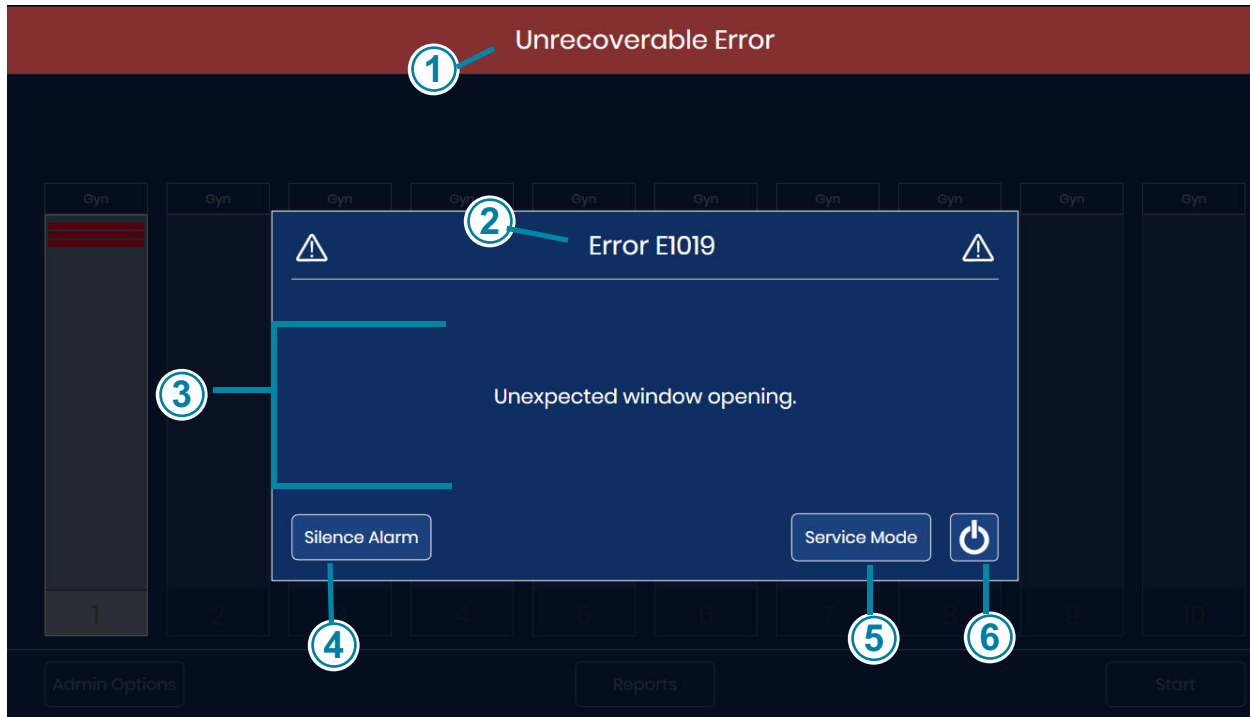 Unrecoverable Error
1
Gyn Gyn Gyn Gyn Gyn Gyn Gyn Gyn Gyn Gyn
2
Error E1019
3
Unexpected window opening.
Silence Alarm Service Mode
1 2 3 4 5 6 7 8 9 10
4 5 6
Admin Options Reports Start